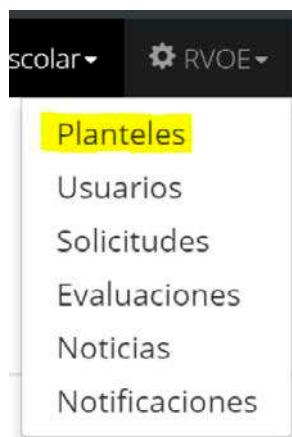 scolar RVOE
Planteles
Usuarios
Solicitudes
Evaluaciones
Noticias
Notificaciones